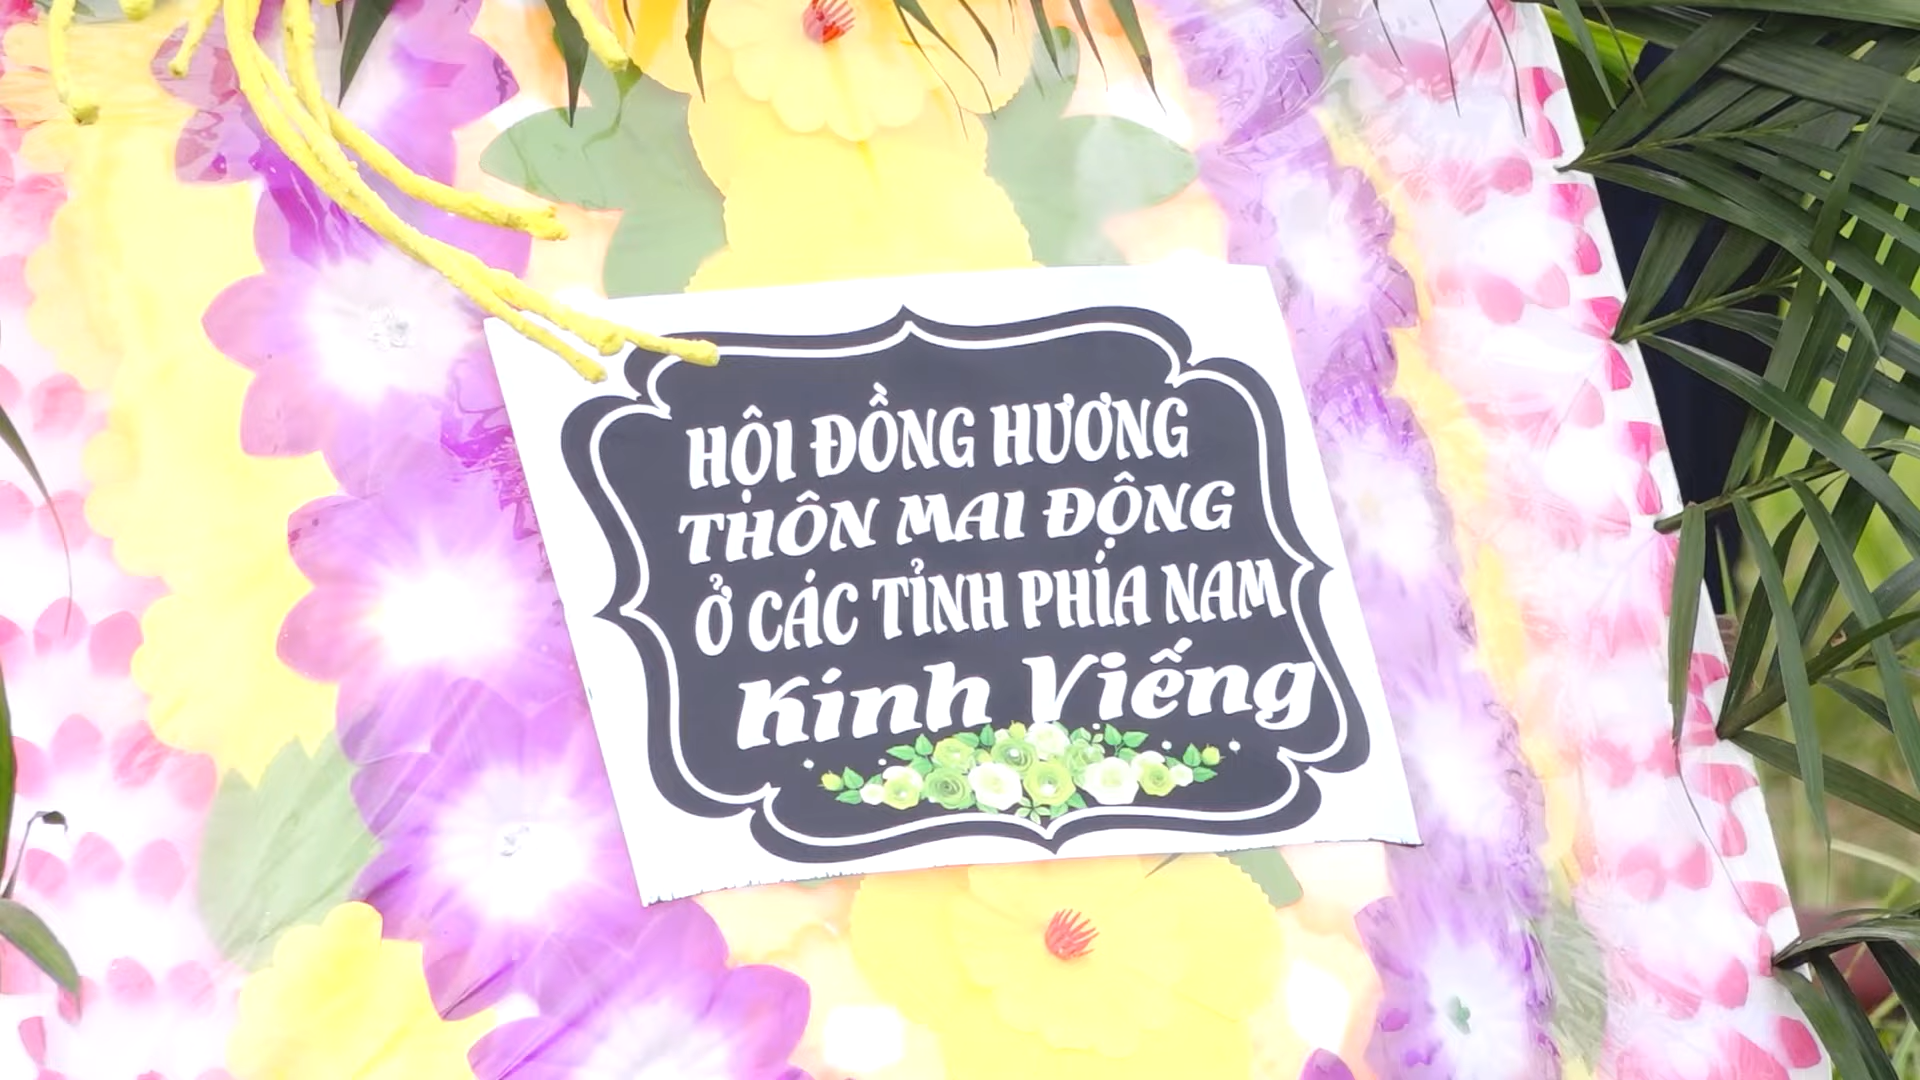 HỘI ĐỒNG HƯƠNG
THÔN MAI ĐỘNG
Ở CÁC TỈNH PHÍA NAM
Kính Viếng